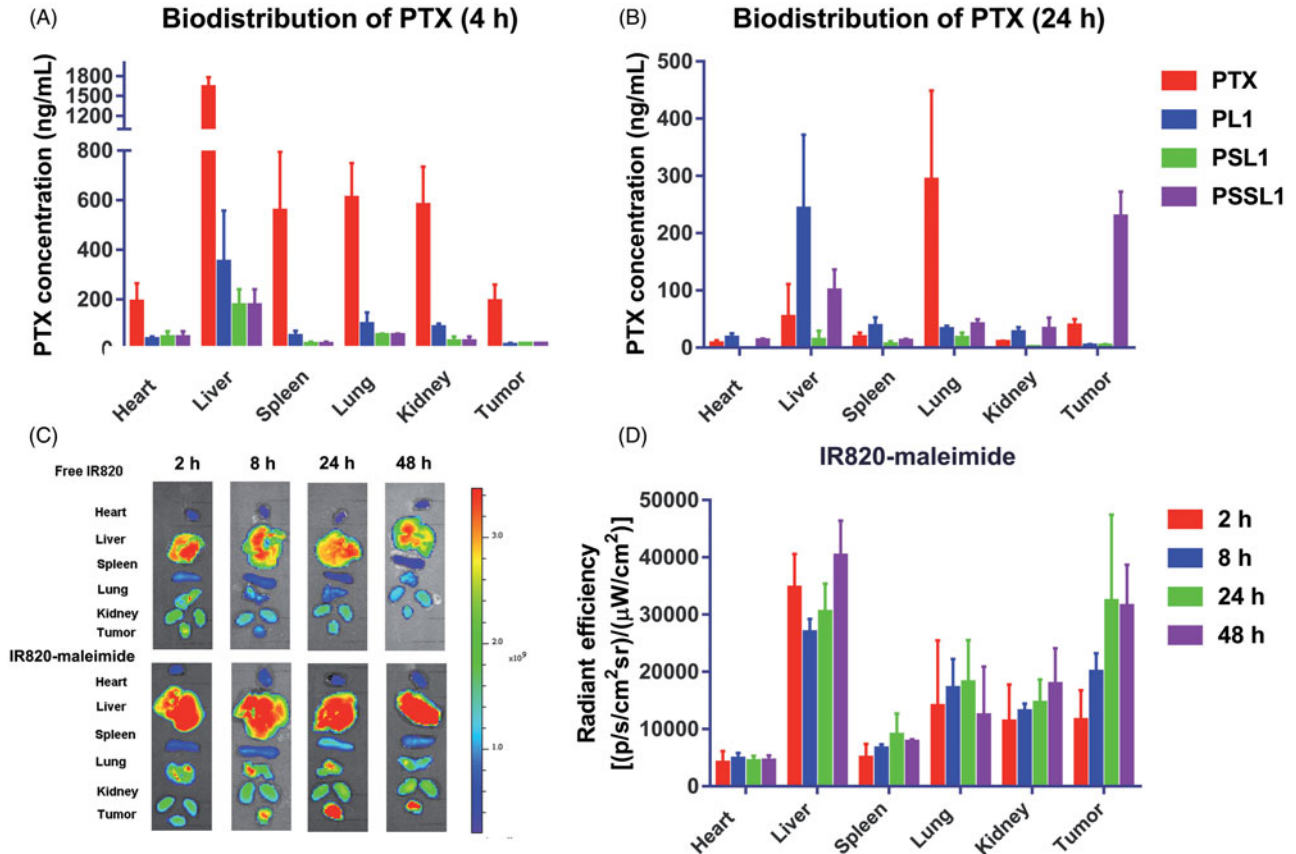 (A) Biodistribution of PTX (4 h)
PTX concentration (ng/mL)
1800
1500
1200
800
600
400
200
Heart Liver Spleen Lung Kidney Tumor
(B) Biodistribution of PTX (24 h)
PTX concentration (ng/mL)
500
400
300
200
100
0
Heart Liver Spleen Lung Kidney Tumor
PTX
PL1
PSL1
PSSL1
(C)
Free IR820 2 h 8 h 24 h 48 h
Heart
Liver
Spleen
Lung
Kidney
Tumor
IR820-maleimide
Heart
Liver
Spleen
Lung
Kidney
Tumor
3.0
2.0
x10⁹
1.0
(D)
IR820-maleimide
Radiant efficiency
[(p/s/cm²sr)/(μW/cm²)]
50000
40000
30000
20000
10000
0
Heart Liver Spleen Lung Kidney Tumor
2 h
8 h
24 h
48 h